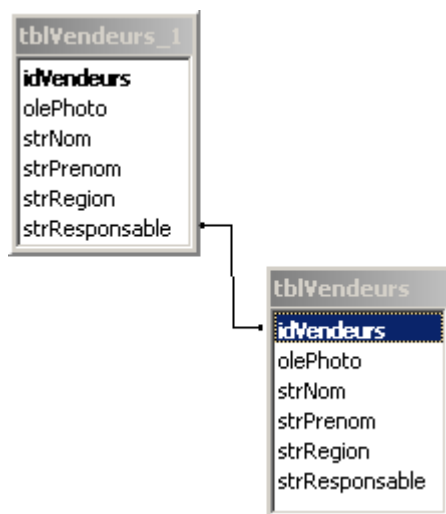 tblVendeurs_1
idVendeurs
olePhoto
strNom
strPrenom
strRegion
strResponsable
tblVendeurs
idVendeurs
olePhoto
strNom
strPrenom
strRegion
strResponsable